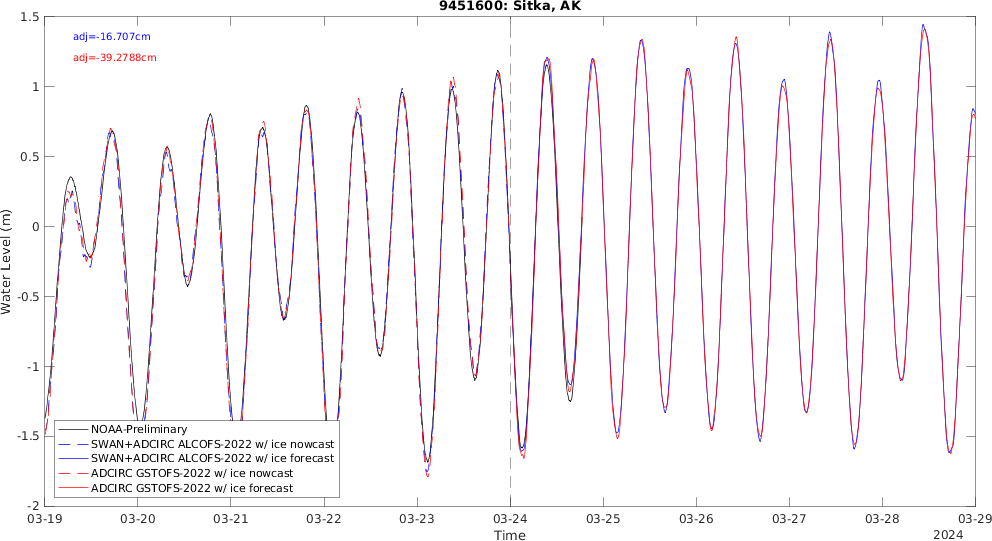 9451600: Sitka, AK
adj=-16.707cm
adj=-39.2788cm
Water Level (m)
1.5
1
0.5
0
-0.5
-1
-1.5
-2
NOAA-Preliminary
SWAN+ADCIRC ALCOFS-2022 w/ ice nowcast
SWAN+ADCIRC ALCOFS-2022 w/ ice forecast
ADCIRC GSTOFS-2022 w/ ice nowcast
ADCIRC GSTOFS-2022 w/ ice forecast
03-19 03-20 03-21 03-22 03-23 03-24 03-25 03-26 03-27 03-28 03-29
Time
2024